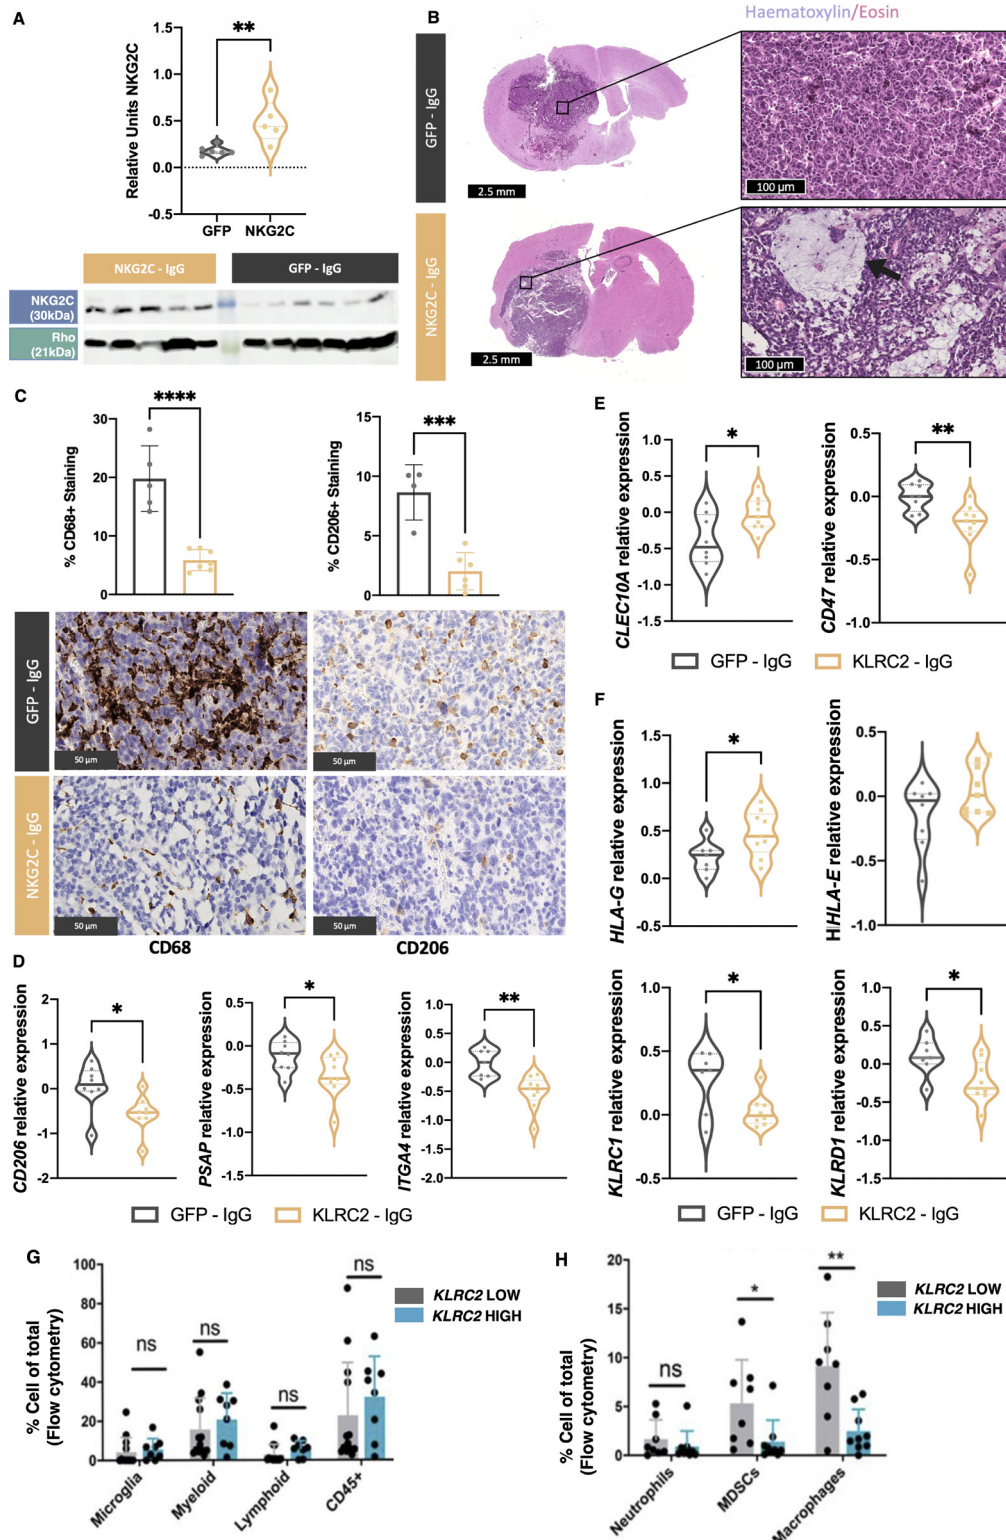 A
Relative Units NKG2C
1.5
1.0
0.5
0.0
-0.5
**
GFP
NKG2C
NKG2C - IgG
GFP - IgG
NKG2C
(30kDa)
Rho
(21kDa)
B
Haematoxylin/Eosin
GFP - IgG
2.5 mm
100 µm
NKG2C - IgG
2.5 mm
100 µm
C
% CD68+ Staining
30
20
10
0
****
% CD206+ Staining
15
10
5
0
***
GFP - IgG
50 µm
50 µm
NKG2C - IgG
50 µm
50 µm
CD68
CD206
D
CD206 relative expression
2
1
0
-1
-2
*
PSAP relative expression
0.5
0.0
-0.5
-1.0
-1.5
*
ITGA4 relative expression
1.0
0.5
0.0
-0.5
-1.0
-1.5
-2.0
**
GFP - IgG
KLRC2 - IgG
E
CLEC10A relative expression
1.0
0.5
0.0
-0.5
-1.0
-1.5
*
CD47 relative expression
0.5
0.0
-0.5
-1.0
**
GFP - IgG
KLRC2 - IgG
F
HLA-G relative expression
1.5
1.0
0.5
0.0
-0.5
*
HLA-E relative expression
0.5
0.0
-0.5
-1.0
KLRC1 relative expression
1.0
0.5
0.0
-0.5
*
KLRD1 relative expression
1.0
0.5
0.0
-0.5
-1.0
-1.5
*
GFP - IgG
KLRC2 - IgG
G
% Cell of total
(Flow cytometry)
100
80
60
40
20
0
ns
ns
ns
ns
Microglia
Myeloid
Lymphoid
CD45+
KLRC2 LOW
KLRC2 HIGH
H
% Cell of total
(Flow cytometry)
20
15
10
5
0
ns
*
**
Neutrophils
MDSCs
Macrophages
KLRC2 LOW
KLRC2 HIGH